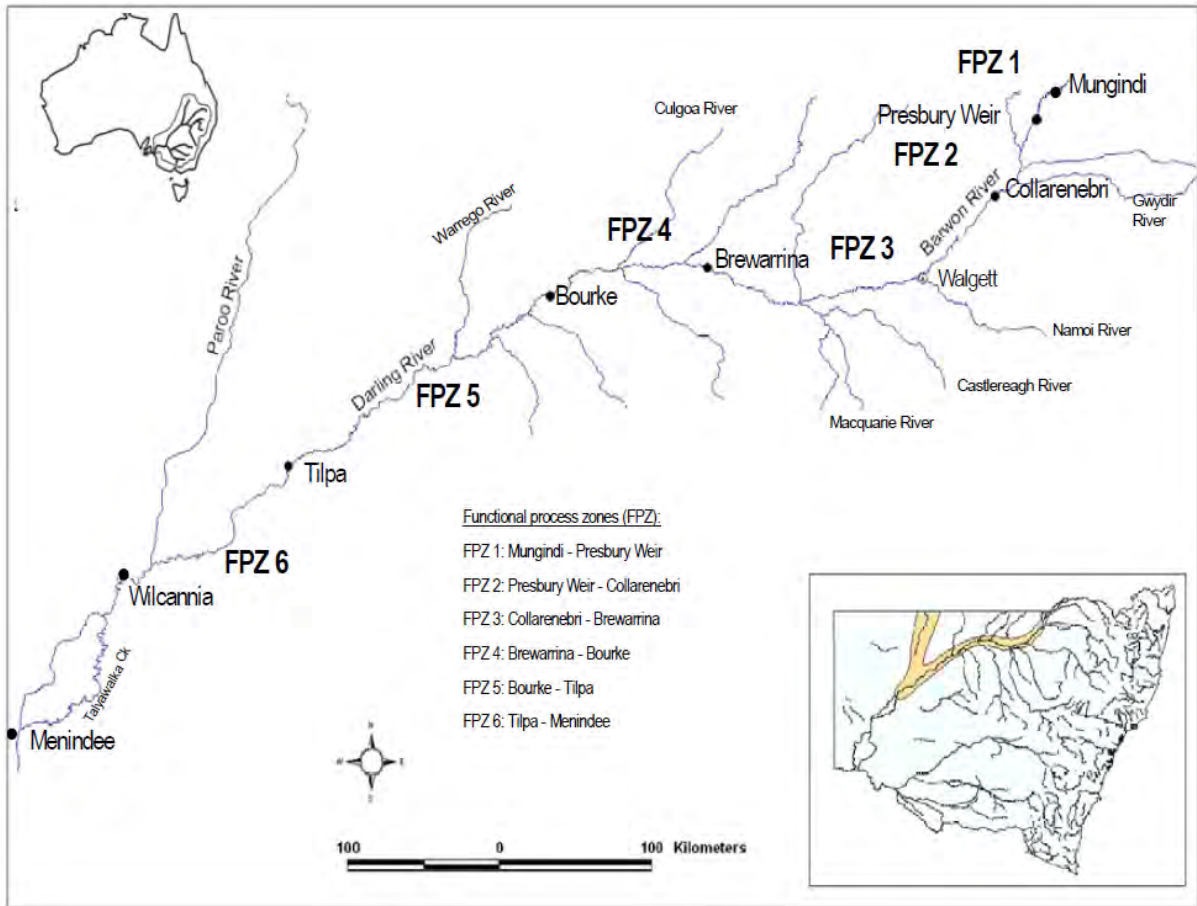 FPZ 1
Mungindi
Culgoa River
Presbury Weir
FPZ 2
Collarenebri
Gwydir
River
Barwon River
Warrego River
FPZ 4
FPZ 3
Brewarrina
Walgett
Paroo River
Bourke
Namoi River
Darling River
FPZ 5
Castlereagh River
Macquarie River
Tilpa
Functional process zones (FPZ):
FPZ 1: Mungindi - Presbury Weir
FPZ 2: Presbury Weir - Collarenebri
FPZ 3: Collarenebri - Brewarrina
FPZ 4: Brewarrina - Bourke
FPZ 5: Bourke - Tilpa
FPZ 6: Tilpa - Menindee
FPZ 6
Wilcannia
Talyawalka Ck
Menindee
N
W E
S
100 0 100 Kilometers